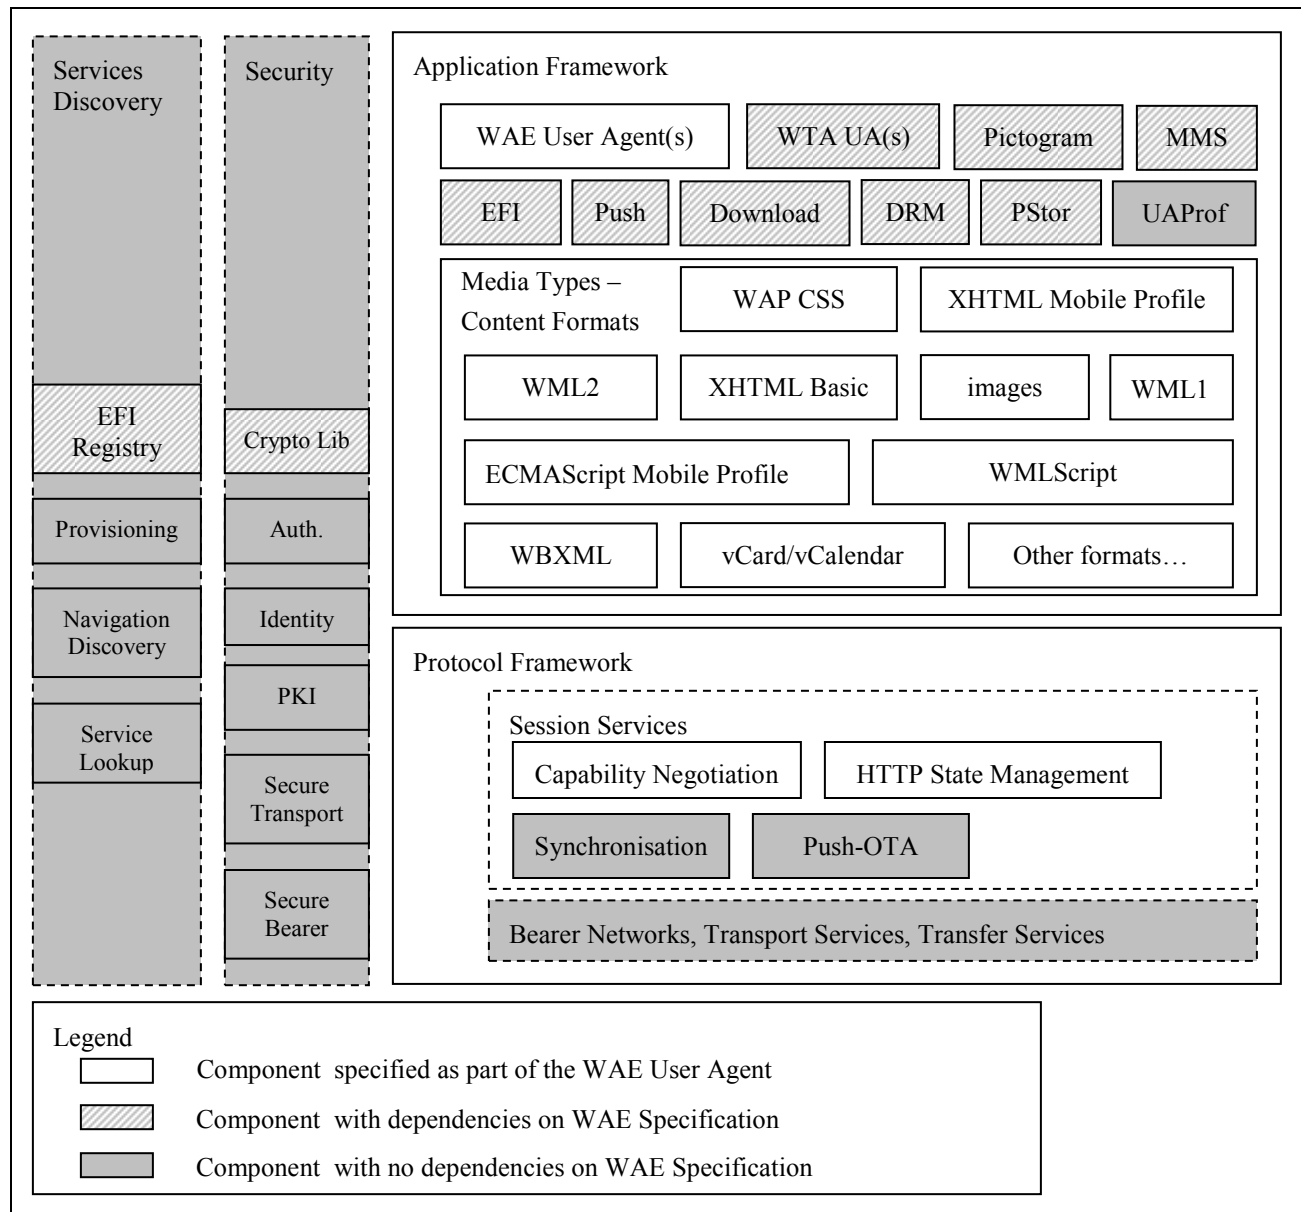 Services
Discovery
EFI
Registry
Provisioning
Navigation
Discovery
Service
Lookup
Security
Crypto Lib
Auth.
Identity
PKI
Secure
Transport
Secure
Bearer
Application Framework
WAE User Agent(s)
WTA UA(s)
Pictogram
MMS
EFI
Push
Download
DRM
PStor
UAProf
Media Types –
Content Formats
WAP CSS
XHTML Mobile Profile
WML2
XHTML Basic
images
WML1
ECMAScript Mobile Profile
WMLScript
WBXML
vCard/vCalendar
Other formats…
Protocol Framework
Session Services
Capability Negotiation
HTTP State Management
Synchronisation
Push-OTA
Bearer Networks, Transport Services, Transfer Services
Legend
Component specified as part of the WAE User Agent
Component with dependencies on WAE Specification
Component with no dependencies on WAE Specification